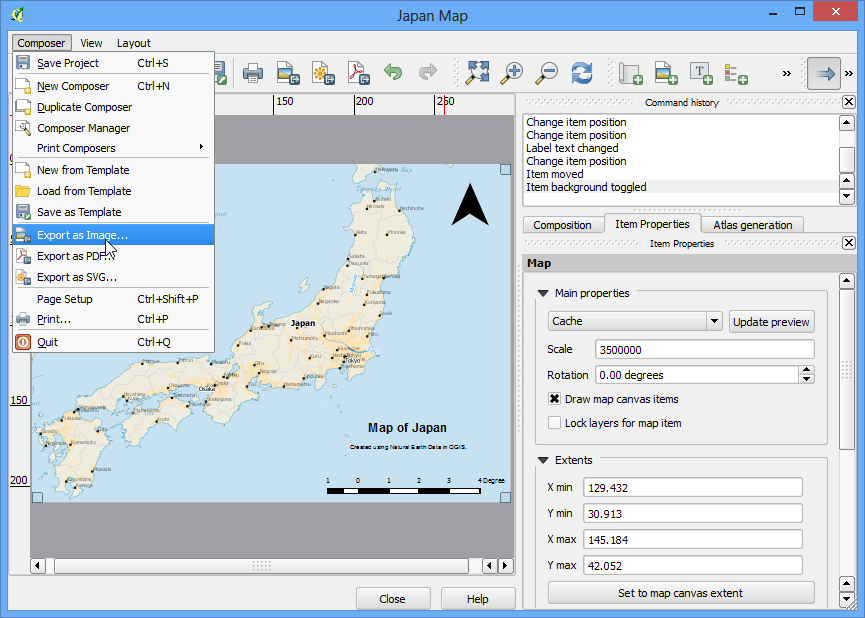 Japan Map
Composer View Layout
Save Project Ctrl+S
New Composer Ctrl+N
Duplicate Composer
Composer Manager
Print Composers
New from Template
Load from Template
Save as Template
Export as Image...
Export as PDF...
Export as SVG...
Page Setup Ctrl+Shift+P
Print... Ctrl+P
Quit Ctrl+Q
150 200 250
150
200
Japan
Osaka
Tokyo
Map of Japan
Created using Natural Earth Data in QGIS.
1 0 1 2 3 4 Degree
Command history
Change item position
Change item position
Label text changed
Change item position
Item moved
Item background toggled
Composition Item Properties Atlas generation
Item Properties
Map
Main properties
Cache Update preview
Scale 3500000
Rotation 0.00 degrees
Draw map canvas items
Lock layers for map item
Extents
X min 129.432
Y min 30.913
X max 145.184
Y max 42.052
Set to map canvas extent
Close Help